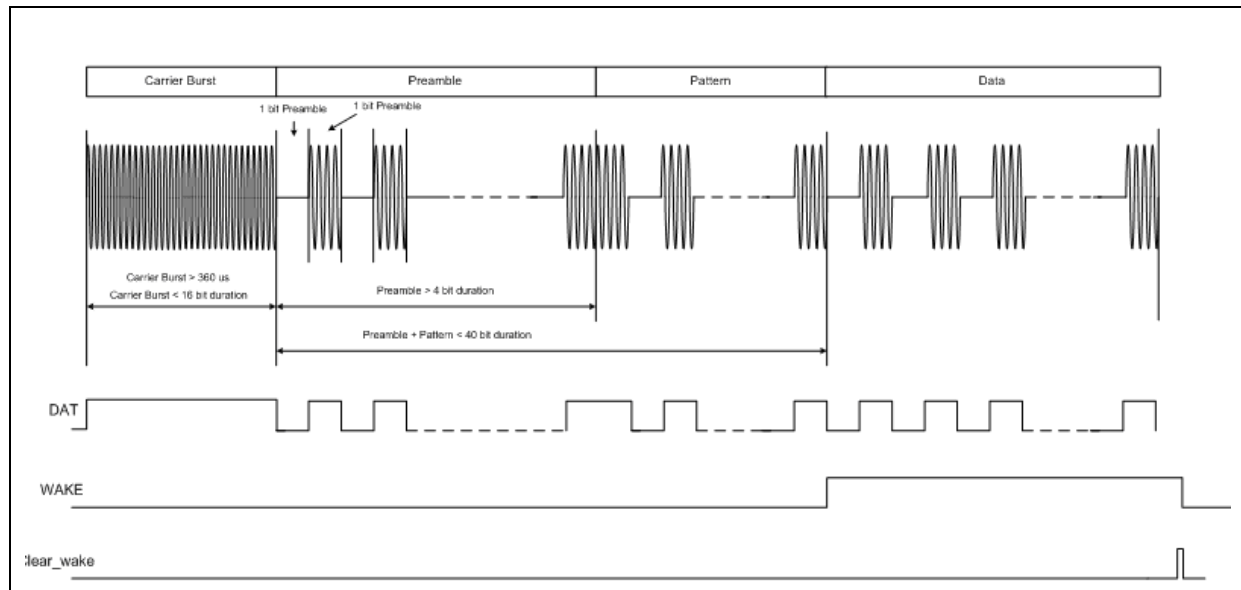 Carrier Burst Preamble Pattern Data
1 bit Preamble 1 bit Preamble
Carrier Burst > 360 us
Carrier Burst < 16 bit duration
Preamble > 4 bit duration
Preamble + Pattern < 40 bit duration
DAT
WAKE
lear_wake